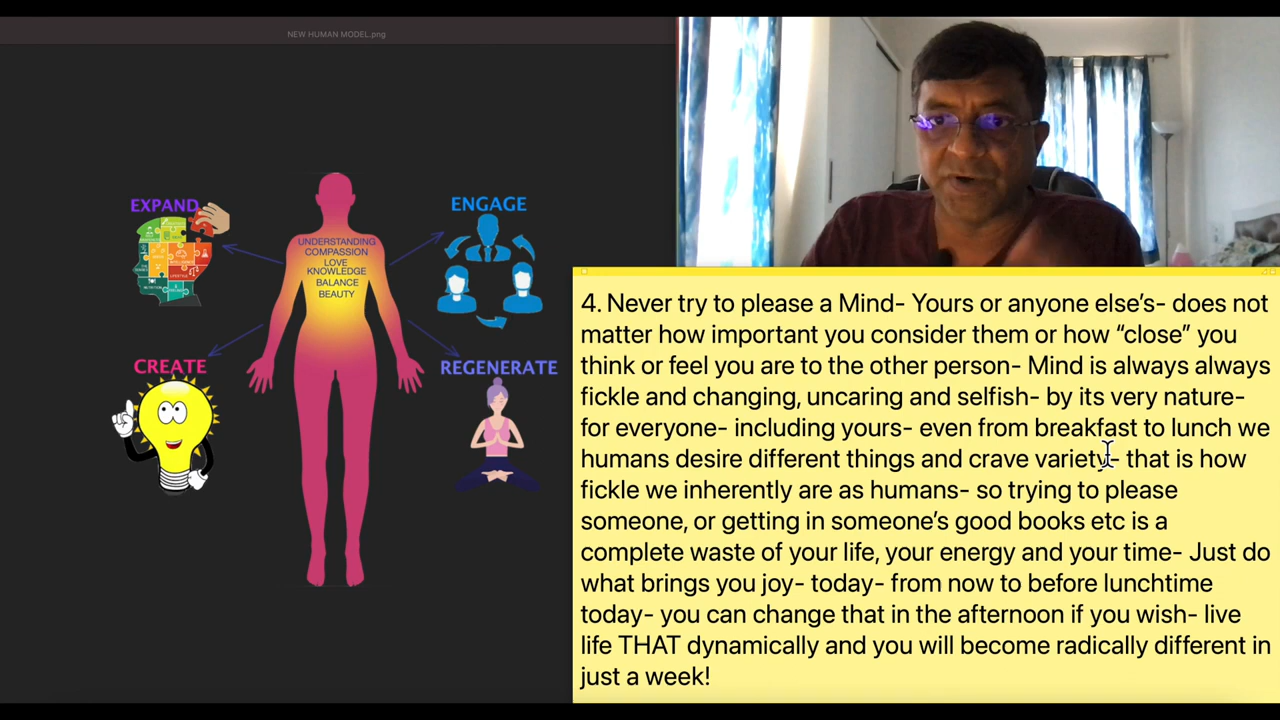 NEW HUMAN MODEL.png
EXPAND
ENGAGE
UNDERSTANDING
COMPASSION
LOVE
KNOWLEDGE
BALANCE
BEAUTY
CREATE
REGENERATE
4. Never try to please a Mind- Yours or anyone else’s- does not
matter how important you consider them or how “close” you
think or feel you are to the other person- Mind is always always
fickle and changing, uncaring and selfish- by its very nature-
for everyone- including yours- even from breakfast to lunch we
humans desire different things and crave variety- that is how
fickle we inherently are as humans- so trying to please
someone, or getting in someone’s good books etc is a
complete waste of your life, your energy and your time- Just do
what brings you joy- today- from now to before lunchtime
today- you can change that in the afternoon if you wish- live
life THAT dynamically and you will become radically different in
just a week!